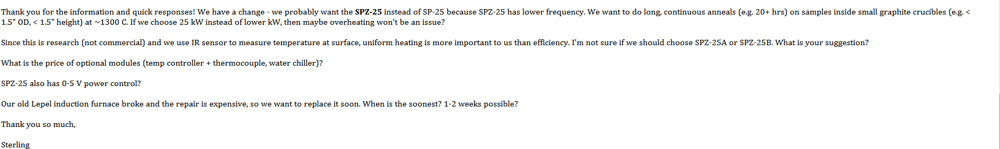 Thank you for the information and quick responses! We have a change - we probably want the SPZ-25 instead of SP-25 because SPZ-25 has lower frequency. We want to do long, continuous anneals (e.g. 20+ hrs) on samples inside small graphite crucibles (e.g. <
1.5" OD, < 1.5" height) at ~1300 C. If we choose 25 kW instead of lower kW, then maybe overheating won't be an issue?
Since this is research (not commercial) and we use IR sensor to measure temperature at surface, uniform heating is more important to us than efficiency. I'm not sure if we should choose SPZ-25A or SPZ-25B. What is your suggestion?
What is the price of optional modules (temp controller + thermocouple, water chiller)?
SPZ-25 also has 0-5 V power control?
Our old Lepel induction furnace broke and the repair is expensive, so we want to replace it soon. When is the soonest? 1-2 weeks possible?
Thank you so much,
Sterling